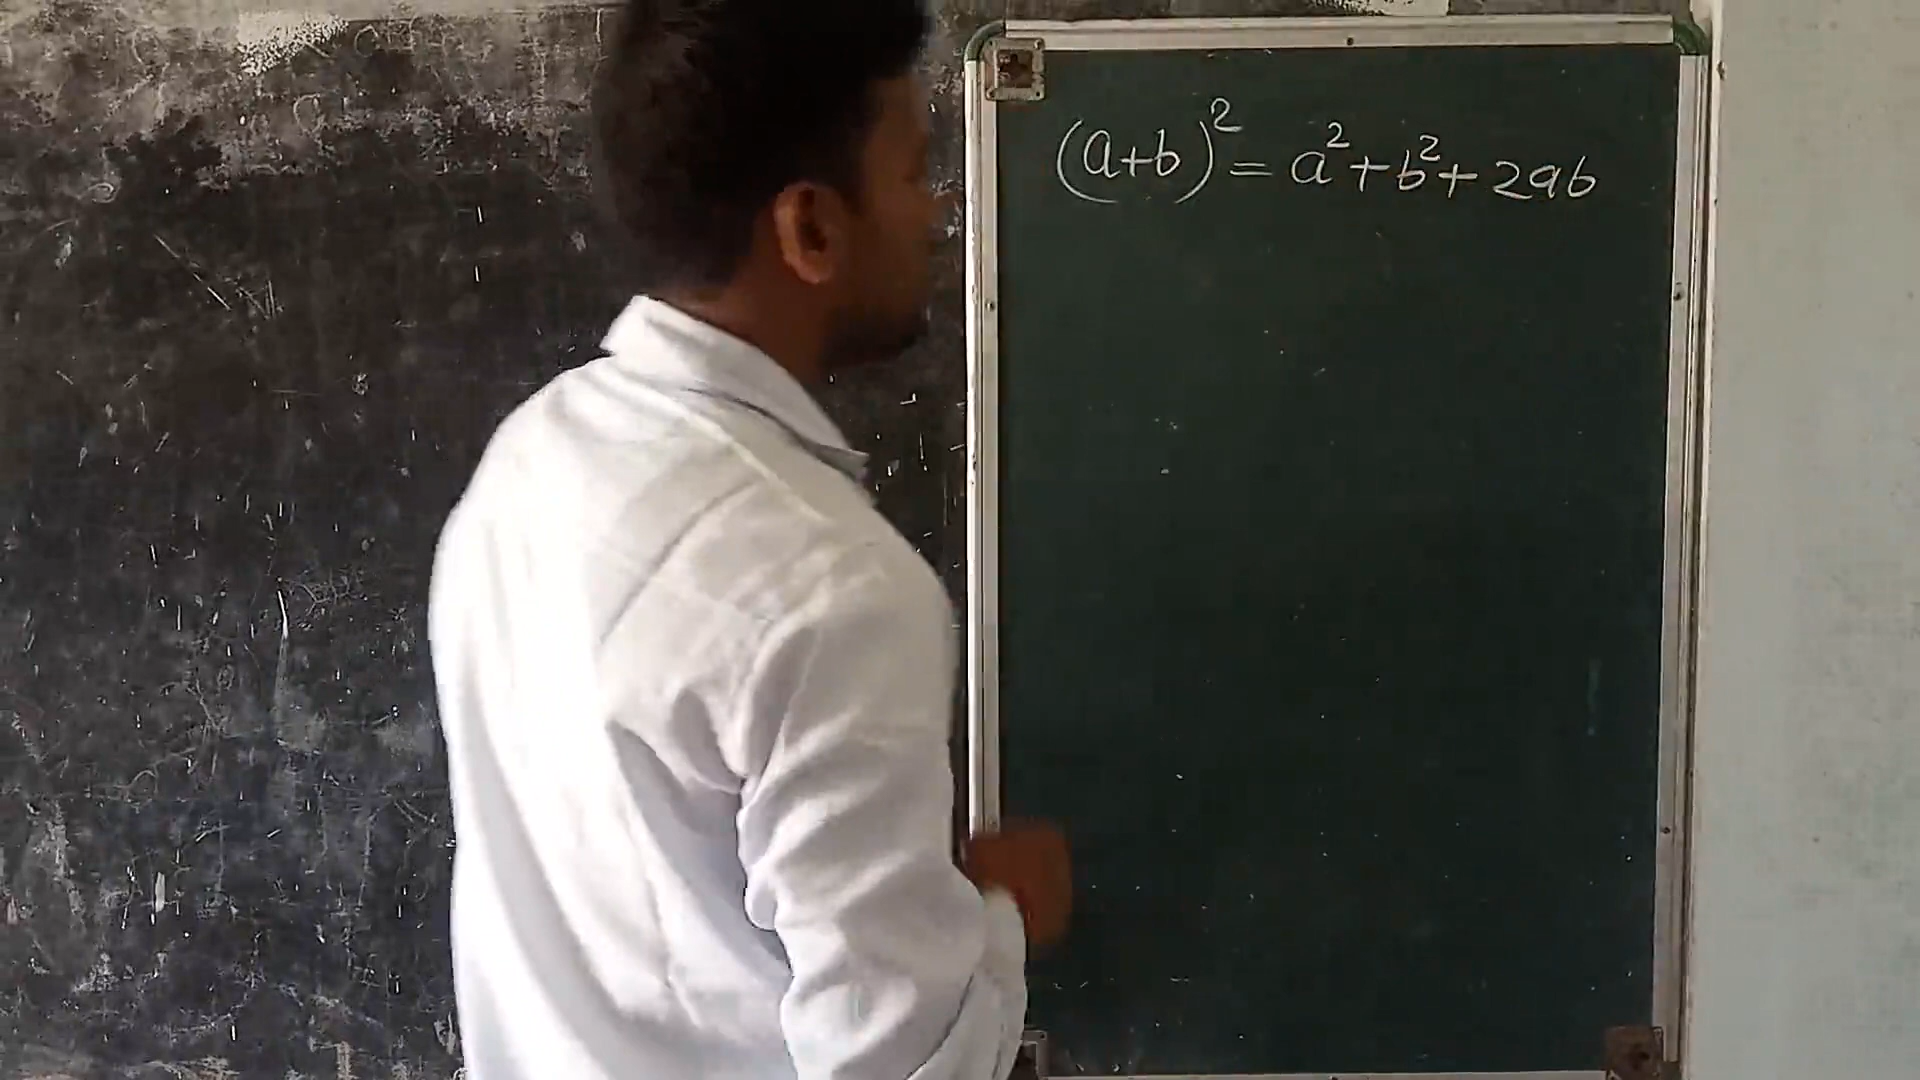 (a+b)² = a² + b² + 2ab